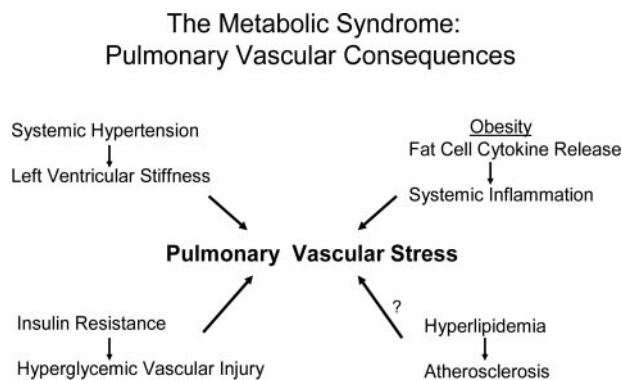 The Metabolic Syndrome:
Pulmonary Vascular Consequences
Systemic Hypertension
Left Ventricular Stiffness
Obesity
Fat Cell Cytokine Release
Systemic Inflammation
Pulmonary Vascular Stress
Insulin Resistance
Hyperglycemic Vascular Injury
?
Hyperlipidemia
Atherosclerosis